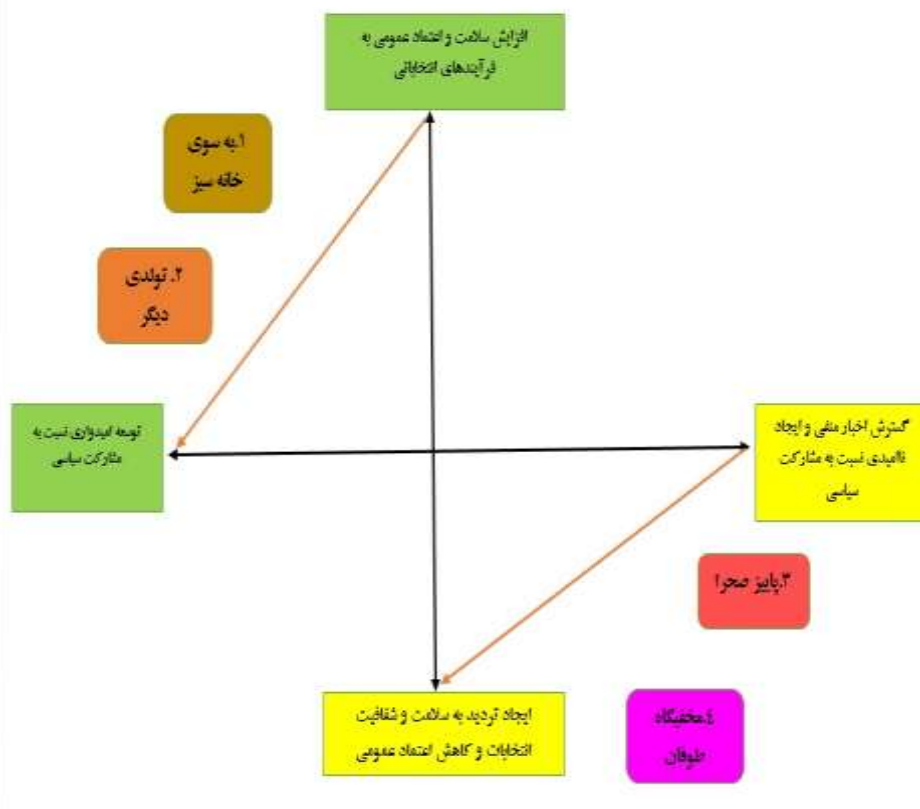 افزایش سلامت و اعتماد عمومی به
فرآیندهای انتخاباتی
۱.به سوی
خانه سبز
۲. تولدی
دیگر
توسعه امیدواری نسبت به
مشارکت سیاسی
گسترش اخبار منفی و ایجاد
ناامیدی نسبت به مشارکت
سیاسی
۳.پاییز صحرا
ایجاد تردید به سلامت و شفافیت
انتخابات و کاهش اعتماد عمومی
٤.مخفیگاه
طوفان